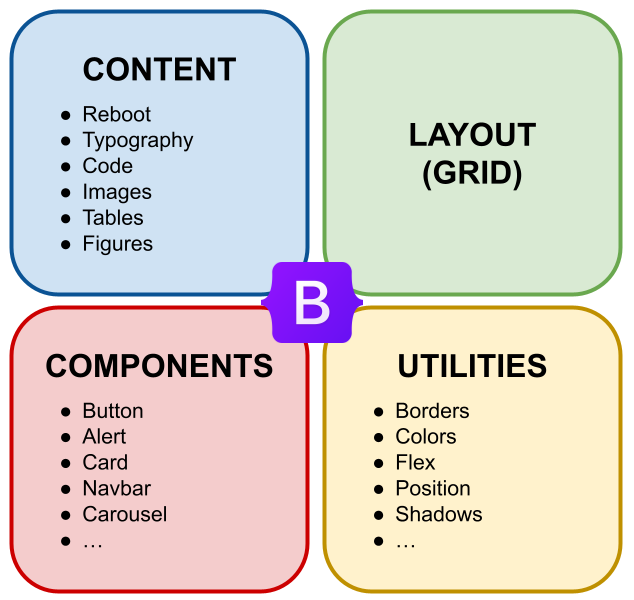 CONTENT
● Reboot
● Typography
● Code
● Images
● Tables
● Figures
LAYOUT
(GRID)
B
COMPONENTS
● Button
● Alert
● Card
● Navbar
● Carousel
● …
UTILITIES
● Borders
● Colors
● Flex
● Position
● Shadows
● …